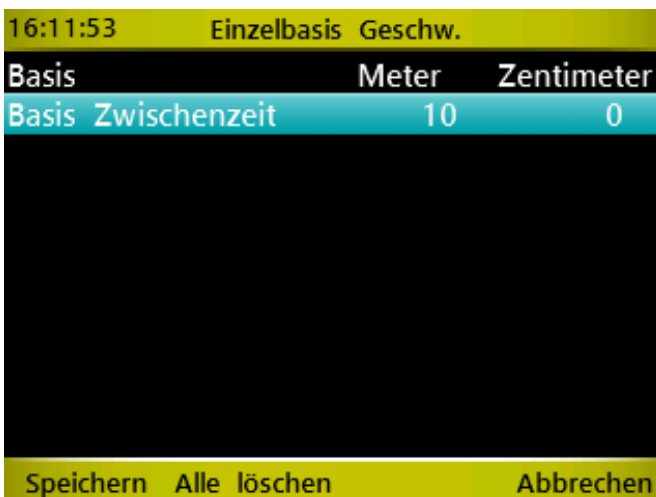 16:11:53 Einzelbasis Geschw.
Basis Meter Zentimeter
Basis Zwischenzeit 10 0
Speichern Alle löschen Abbrechen